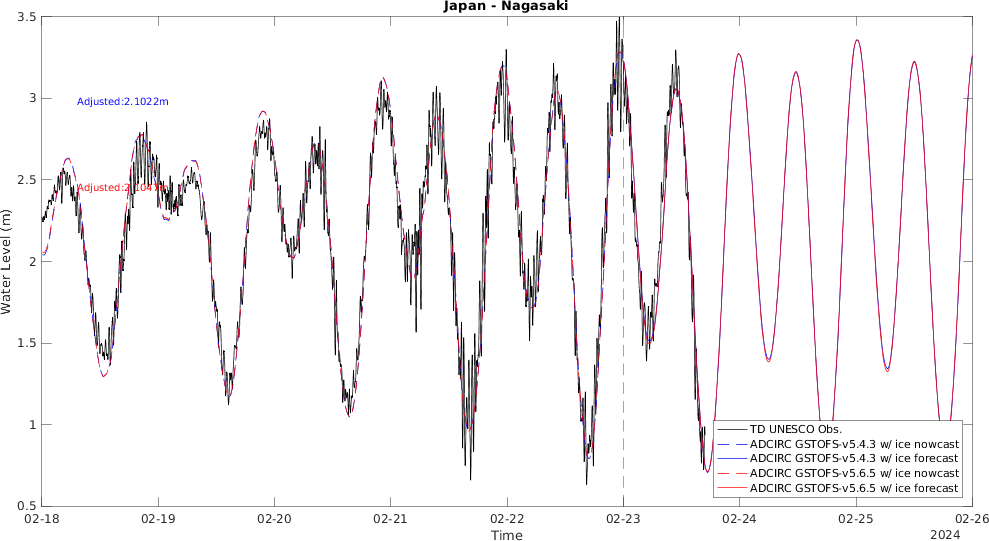 Japan - Nagasaki
3.5
3
2.5
2
1.5
1
0.5
Water Level (m)
Adjusted:2.1022m
02-18
02-19
02-20
02-21
02-22
02-23
02-24
02-25
02-26
Time
2024
TD UNESCO Obs.
ADCIRC GSTOFS-v5.4.3 w/ ice nowcast
ADCIRC GSTOFS-v5.4.3 w/ ice forecast
ADCIRC GSTOFS-v5.6.5 w/ ice nowcast
ADCIRC GSTOFS-v5.6.5 w/ ice forecast